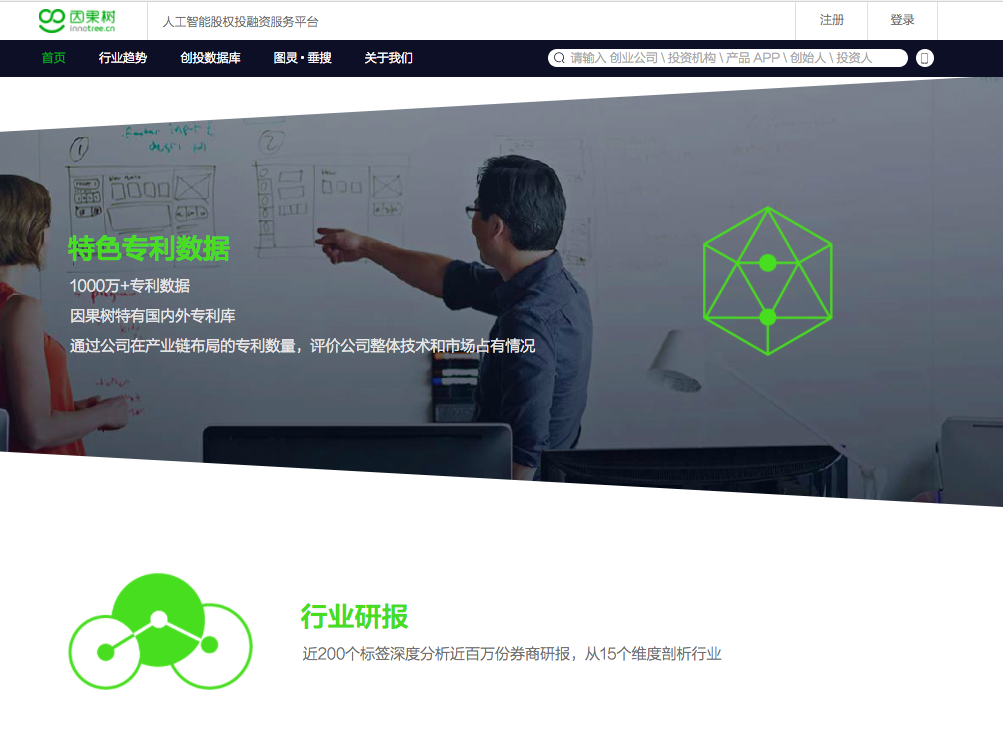 因果树
innotree.cn
人工智能股权投融资服务平台
注册
登录
首页
行业趋势
创投数据库
图灵·垂搜
关于我们
请输入 创业公司 \ 投资机构 \ 产品 APP \ 创始人 \ 投资人
1
2
特色专利数据
1000万+专利数据
因果树特有国内外专利库
通过公司在产业链布局的专利数量，评价公司整体技术和市场占有情况
行业研报
近200个标签深度分析近百万份券商研报，从15个维度剖析行业